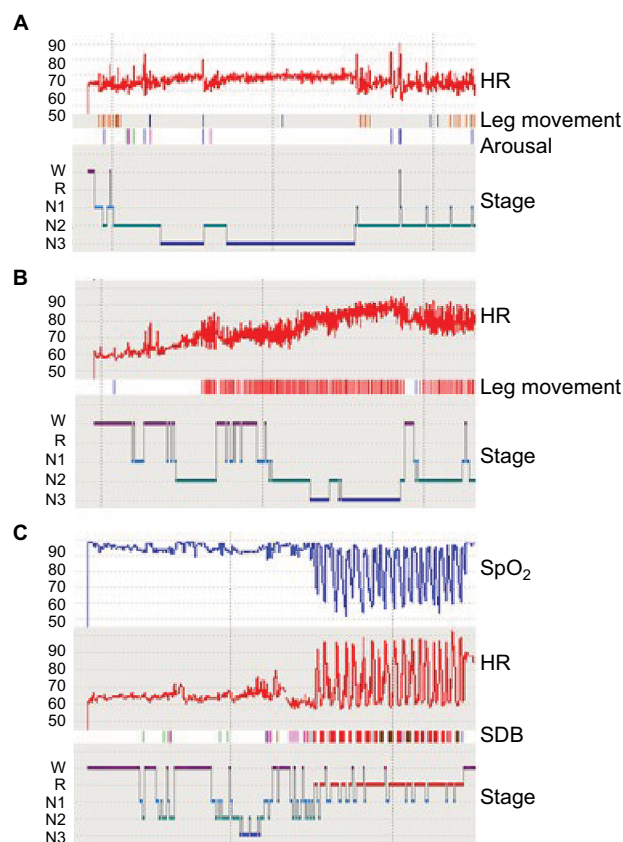 A
90
80
70
60
50
HR
Leg movement
Arousal
W
R
N1
N2
N3
Stage
B
90
80
70
60
50
HR
Leg movement
W
R
N1
N2
N3
Stage
C
90
80
70
60
50
SpO₂
90
80
70
60
50
HR
SDB
W
R
N1
N2
N3
Stage